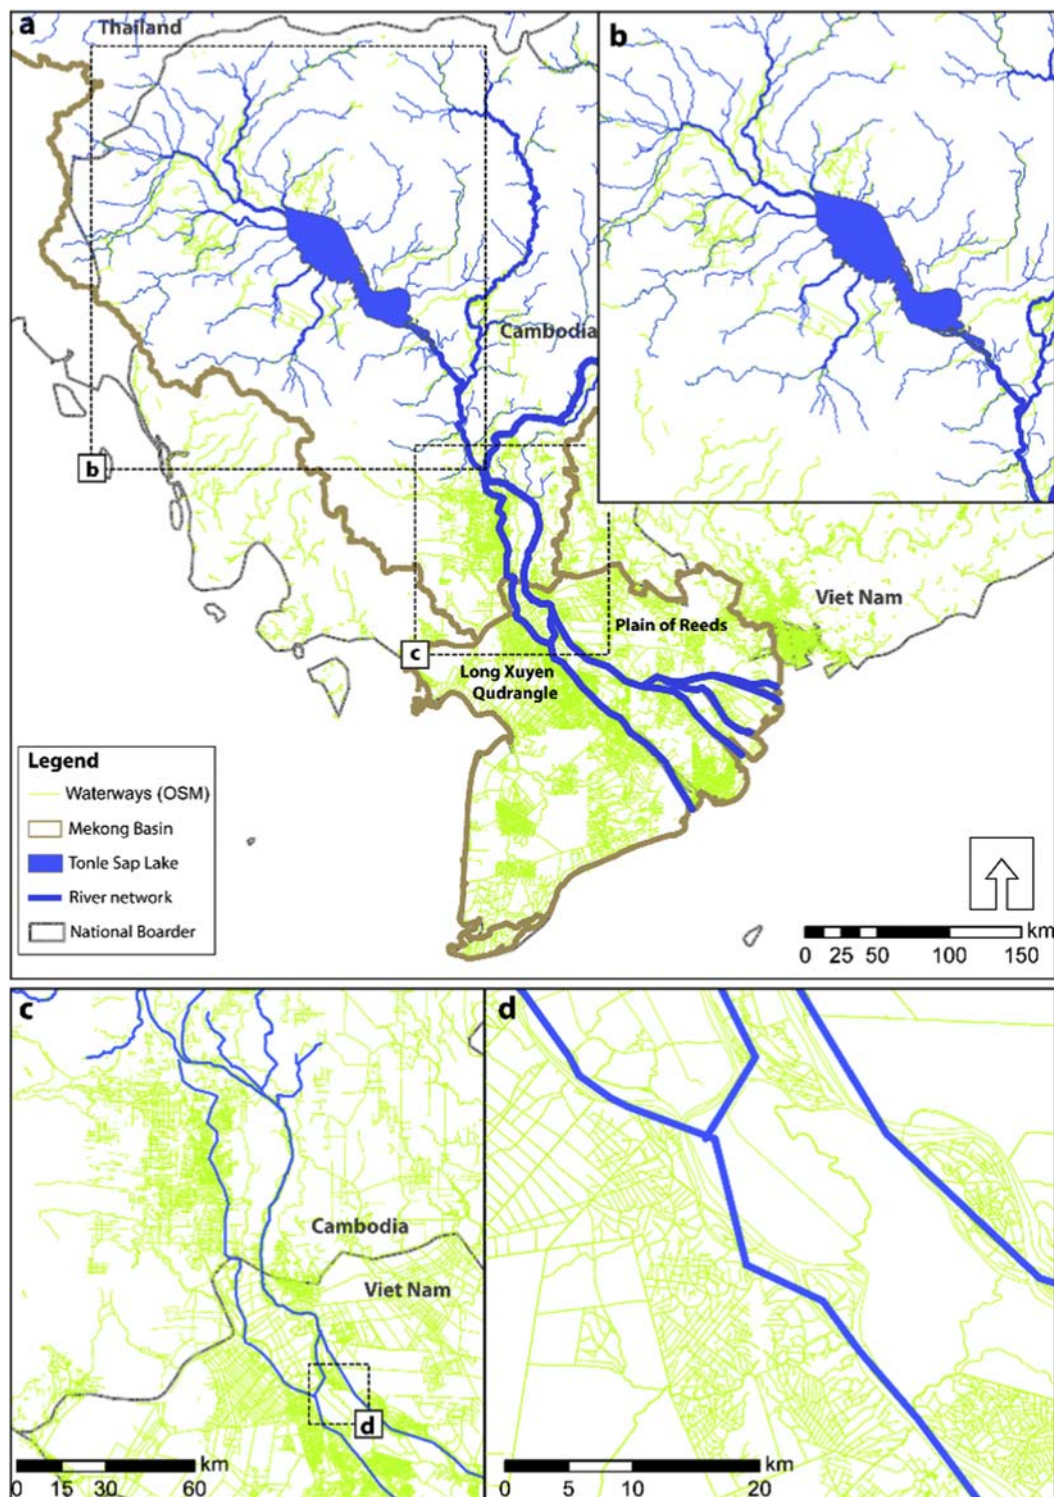 a
Thailand
b
Cambodia
b
Viet Nam
Plain of Reeds
c
Long Xuyen
Qudrangle
Legend
Waterways (OSM)
Mekong Basin
Tonle Sap Lake
River network
National Boarder
km
0 25 50 100 150
c
Cambodia
Viet Nam
d
km
0 15 30 60
d
km
0 5 10 20